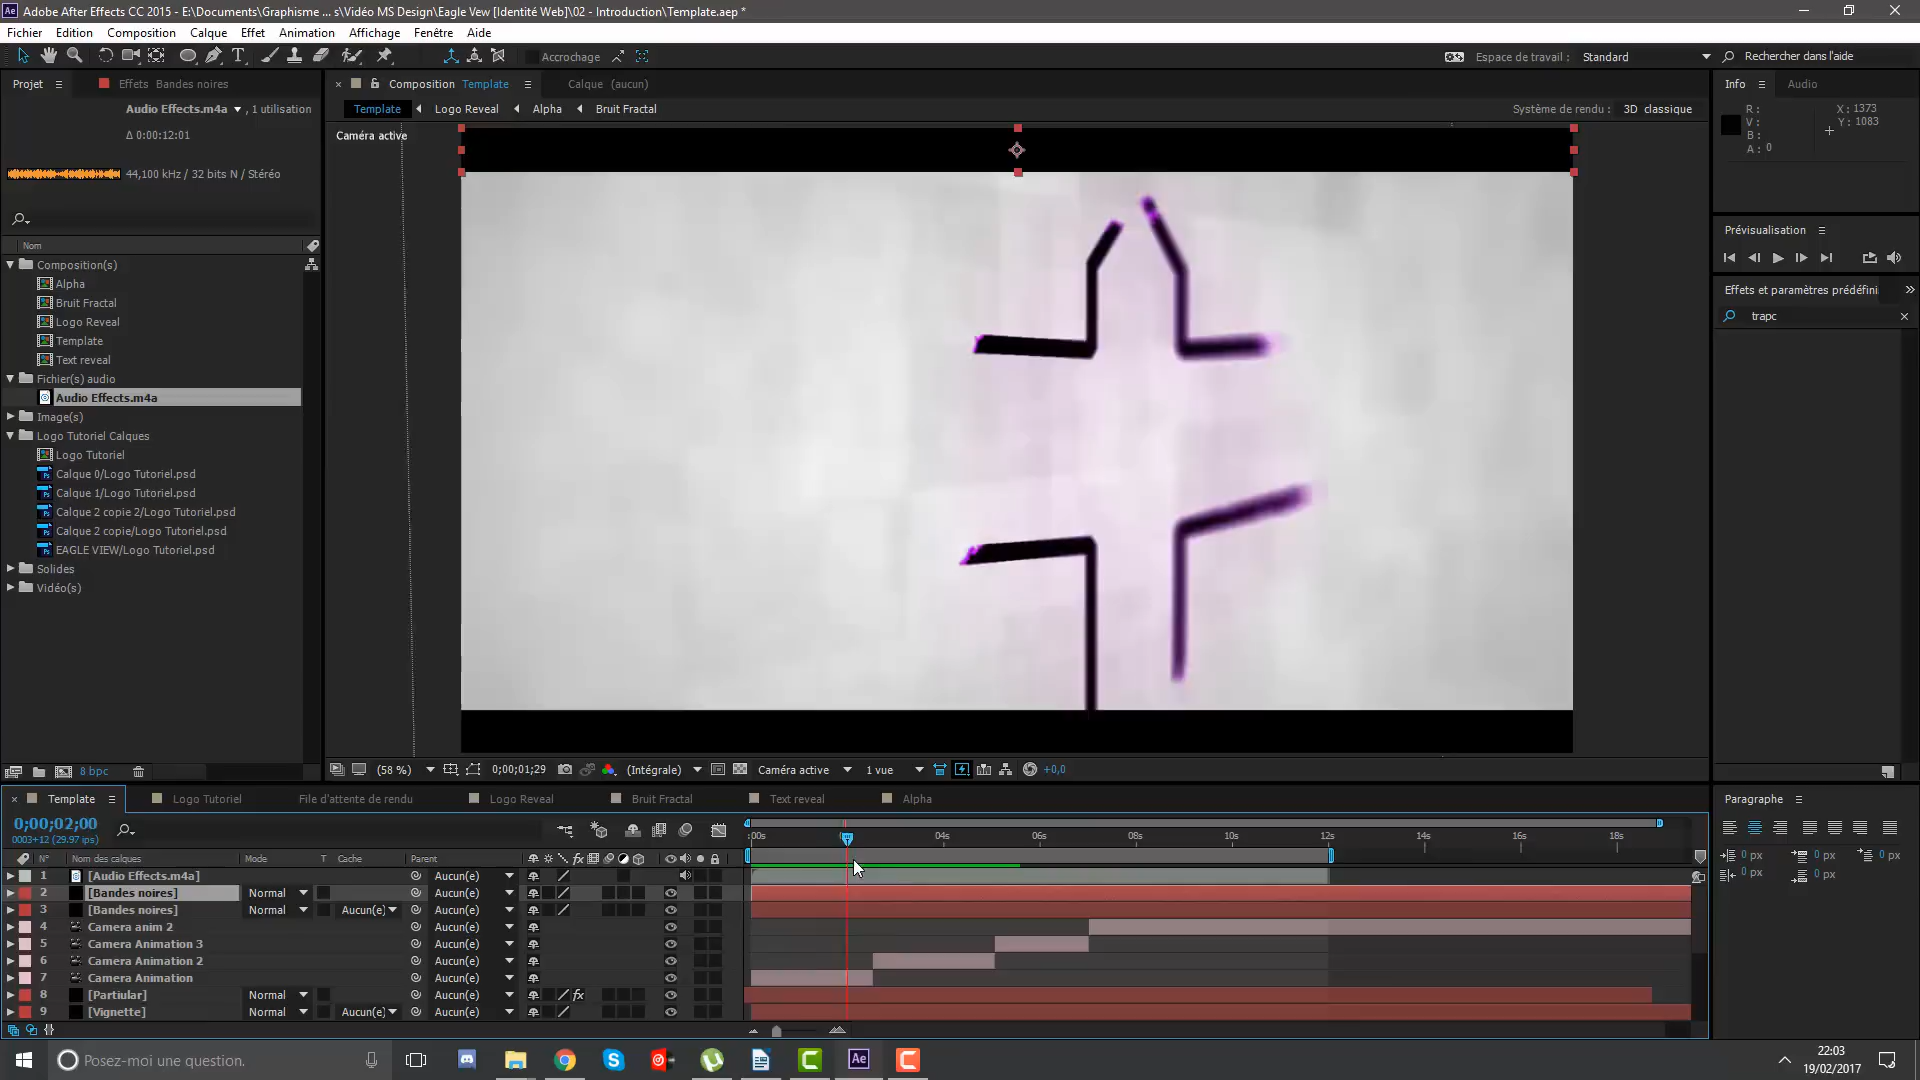 Adobe After Effects CC 2015 - E:\Documents\Graphisme ... s\Vidéo MS Design\Eagle Vew [Identité Web]\02 - Introduction\Template.aep *
Fichier Edition Composition Calque Effet Animation Affichage Fenêtre Aide
Accrochage
Espace de travail : Standard
Rechercher dans l'aide
Projet
Effets Bandes noires
Audio Effects.m4a , 1 utilisation
Δ 0:00:12:01
44,100 kHz / 32 bits N / Stéréo
Nom
Composition(s)
Alpha
Bruit Fractal
Logo Reveal
Template
Text reveal
Fichier(s) audio
Audio Effects.m4a
Image(s)
Logo Tutoriel Calques
Logo Tutoriel
Calque 0/Logo Tutoriel.psd
Calque 1/Logo Tutoriel.psd
Calque 2 copie 2/Logo Tutoriel.psd
Calque 2 copie/Logo Tutoriel.psd
EAGLE VIEW/Logo Tutoriel.psd
Solides
Vidéo(s)
8 bpc
Composition Template
Calque (aucun)
Template Logo Reveal Alpha Bruit Fractal
Système de rendu : 3D classique
Caméra active
(58 %) 0;00;01;29 (Intégrale) Caméra active 1 vue +0,0
Info Audio
R : X : 1373
V : Y : 1083
B :
A : 0
Prévisualisation
Effets et paramètres prédéfini
trapc
Paragraphe
0 px 0 px 0 px
0 px 0 px
Template Logo Tutoriel File d'attente de rendu Logo Reveal Bruit Fractal Text reveal Alpha
0;00;02;00
0003+12 (29.97 ips)
:00s 04s 06s 08s 10s 12s 14s 16s 18s
N° Nom des calques Mode T Cache Parent
1 [Audio Effects.m4a] Aucun(e)
2 [Bandes noires] Normal Aucun(e)
3 [Bandes noires] Normal Aucun(e) Aucun(e)
4 Camera anim 2 Aucun(e)
5 Camera Animation 3 Aucun(e)
6 Camera Animation 2 Aucun(e)
7 Camera Animation Aucun(e)
8 [Partiular] Normal Aucun(e)
9 [Vignette] Normal Aucun(e) Aucun(e)
Posez-moi une question.
22:03
19/02/2017